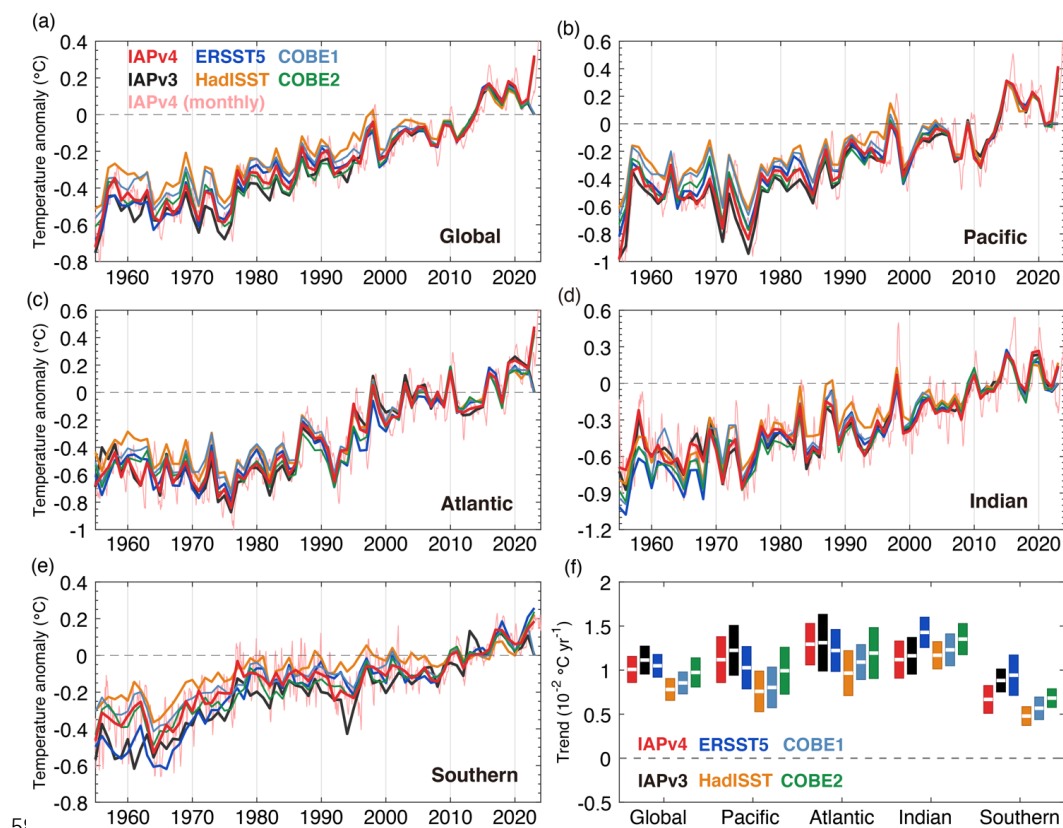 (a)
Temperature anomaly (°C)
0.4
0.2
0
-0.2
-0.4
-0.6
-0.8
IAPv4 ERSST5 COBE1
IAPv3 HadISST COBE2
IAPv4 (monthly)
Global
1960 1970 1980 1990 2000 2010 2020
(b)
0.6
0.4
0.2
0
-0.2
-0.4
-0.6
-0.8
-1
Pacific
1960 1970 1980 1990 2000 2010 2020
(c)
Temperature anomaly (°C)
0.6
0.4
0.2
0
-0.2
-0.4
-0.6
-0.8
-1
Atlantic
1960 1970 1980 1990 2000 2010 2020
(d)
0.6
0.3
0
-0.3
-0.6
-0.9
-1.2
Indian
1960 1970 1980 1990 2000 2010 2020
(e)
Temperature anomaly (°C)
0.4
0.2
0
-0.2
-0.4
-0.6
-0.8
Southern
1960 1970 1980 1990 2000 2010 2020
(f)
Trend (10⁻² °C yr⁻¹)
2
1.5
1
0.5
0
-0.5
IAPv4 ERSST5 COBE1
IAPv3 HadISST COBE2
Global Pacific Atlantic Indian Southern